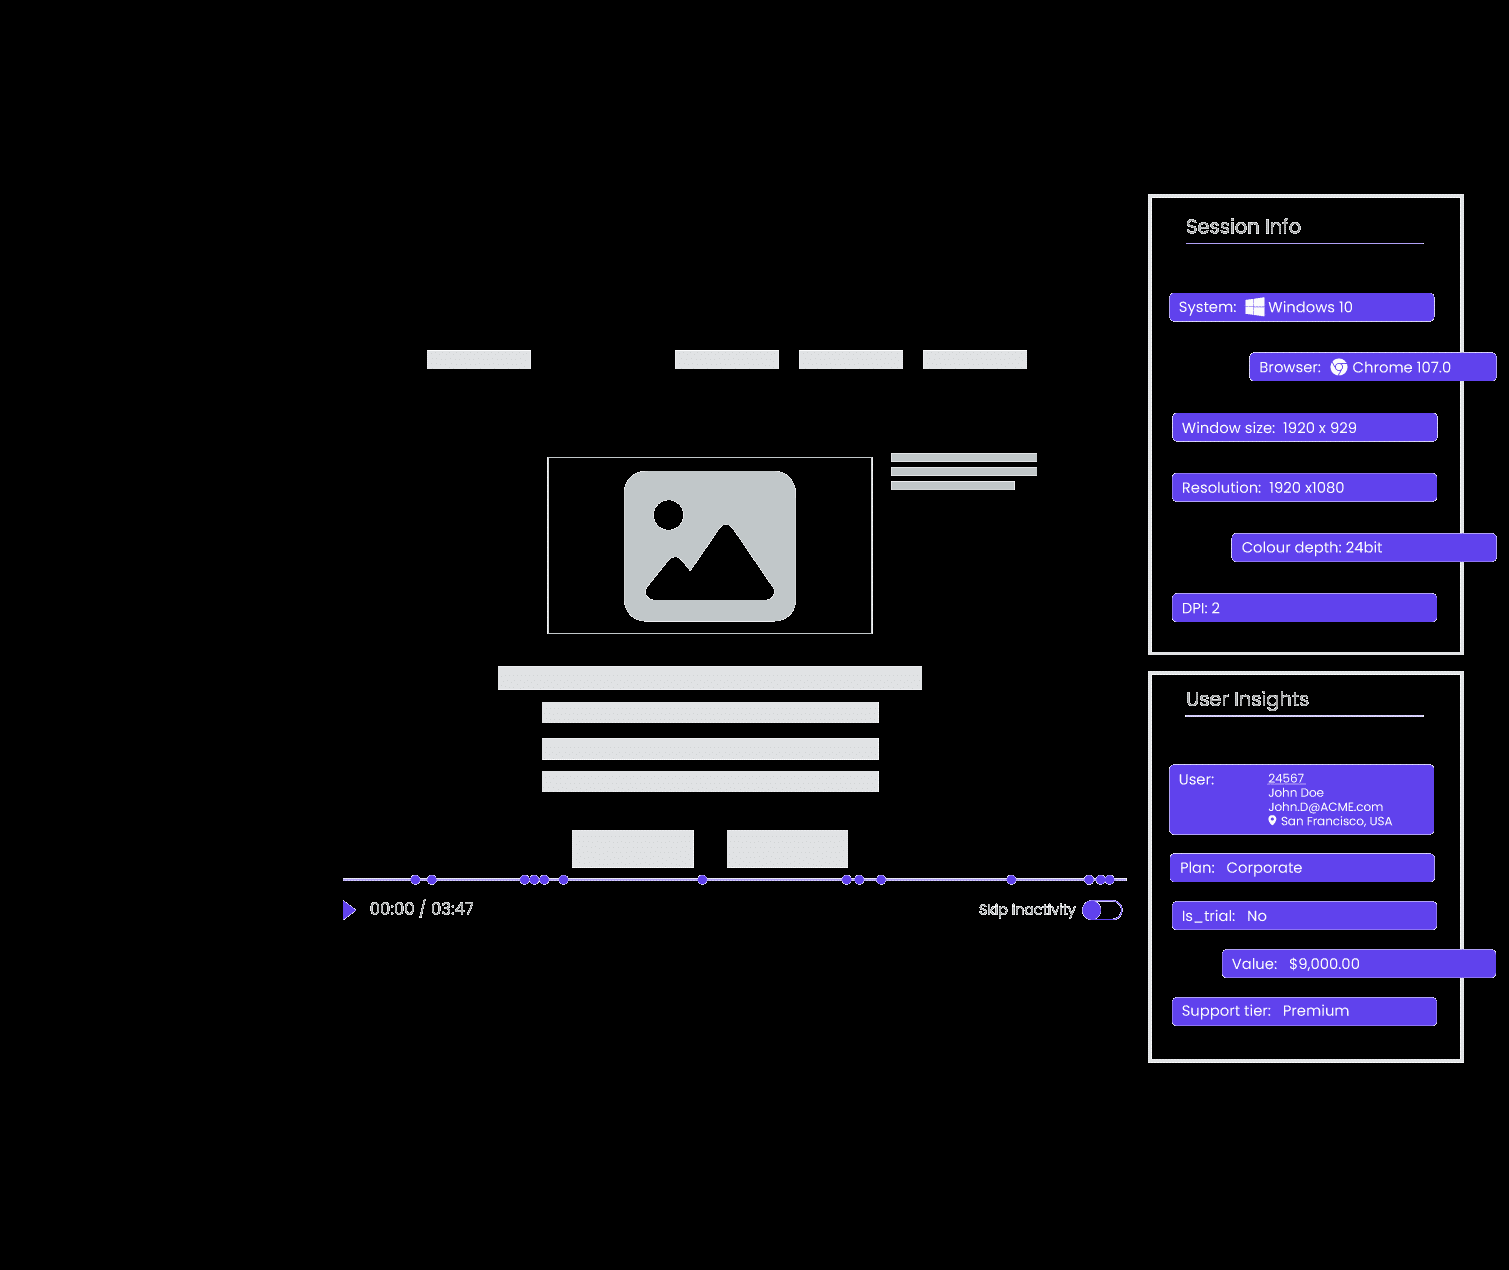 Session Info
System: Windows 10
Browser: Chrome 107.0
Window size: 1920 x 929
Resolution: 1920 x1080
Colour depth: 24bit
DPI: 2
User Insights
User: 24567
John Doe
John.D@ACME.com
San Francisco, USA
Plan: Corporate
Is_trial: No
Value: $9,000.00
Support tier: Premium
00:00 / 03:47
Skip inactivity